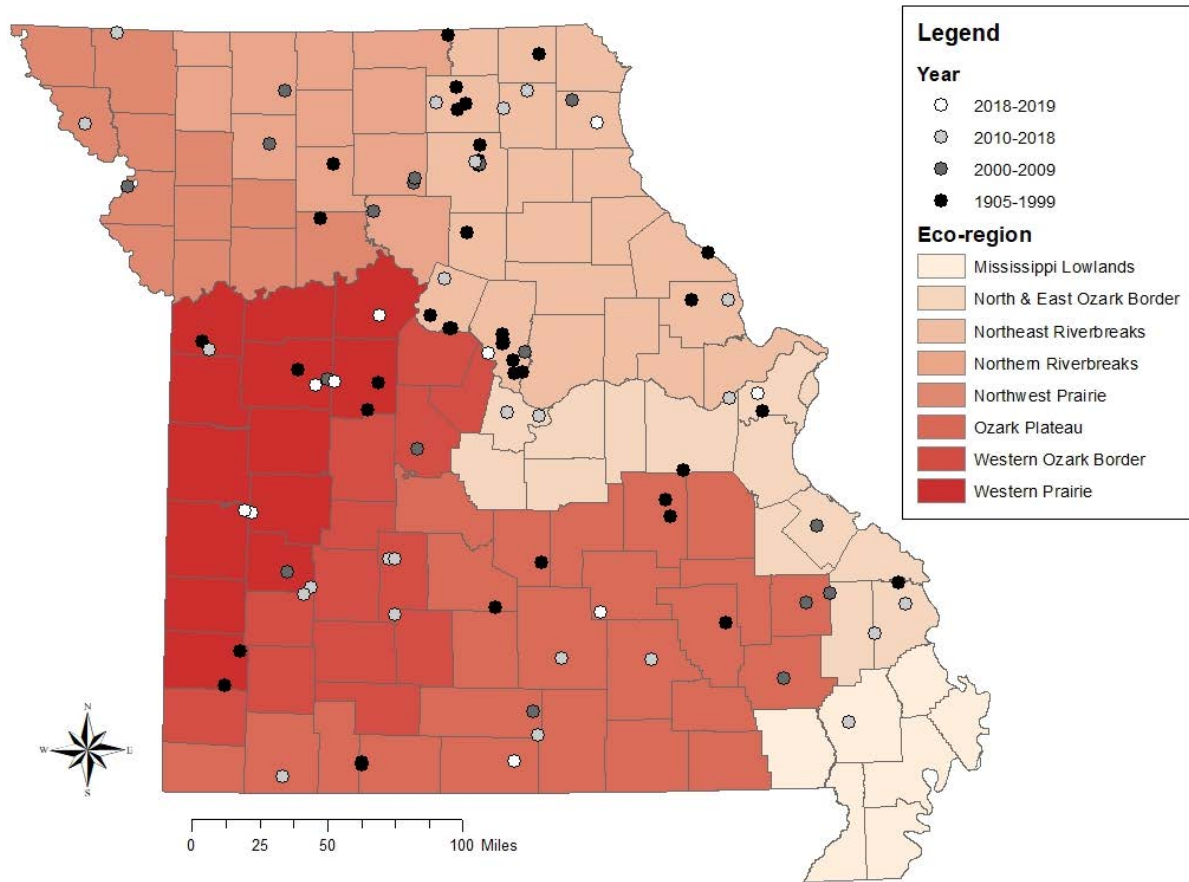 Legend
Year
2018-2019
2010-2018
2000-2009
1905-1999
Eco-region
Mississippi Lowlands
North & East Ozark Border
Northeast Riverbreaks
Northern Riverbreaks
Northwest Prairie
Ozark Plateau
Western Ozark Border
Western Prairie
N
W E
S
0 25 50 100 Miles